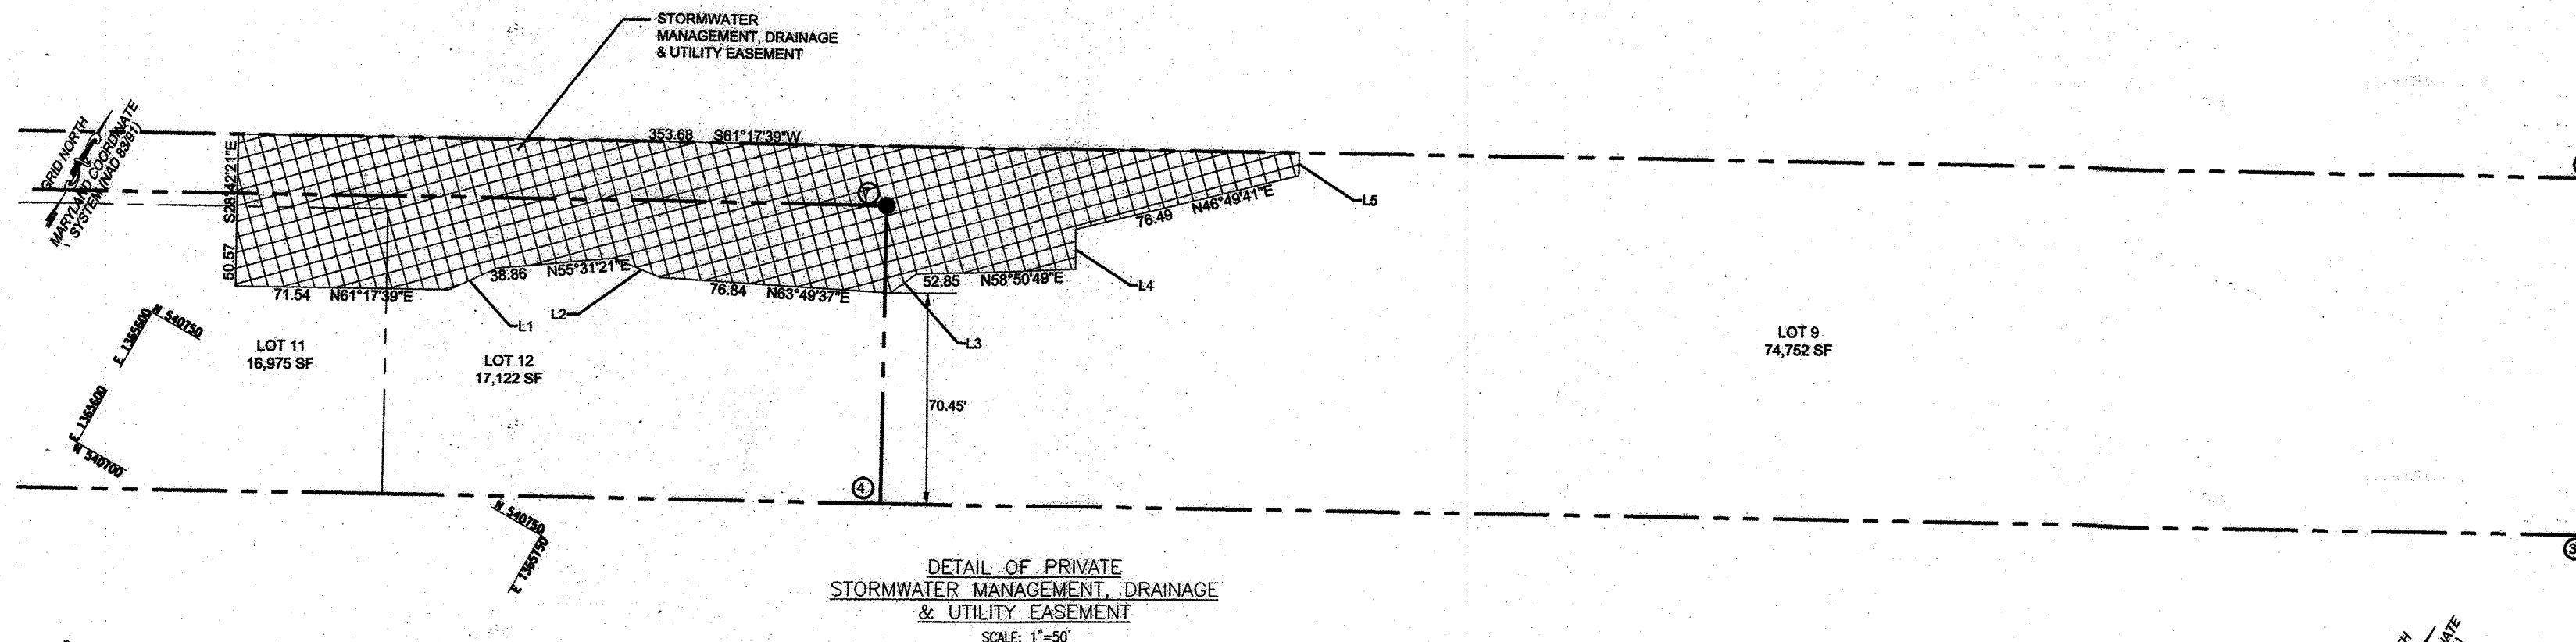 STORMWATER
MANAGEMENT, DRAINAGE
& UTILITY EASEMENT
GRID NORTH
MARYLAND COORDINATE
SYSTEM(NAD 83/91)
353.68 S61°17'39"W
S28°42'21"E
50.57
7
L5
76.49 N46°49'41"E
38.86 N55°31'21"E
52.85 N58°50'49"E
L4
71.54 N61°17'39"E
76.84 N63°49'37"E
L1
L2
L3
N 540750
E 1365600
LOT 11
16,975 SF
LOT 12
17,122 SF
LOT 9
74,752 SF
E 1365600
N 540700
70.45'
4
N 540750
E 1365750
3
DETAIL OF PRIVATE
STORMWATER MANAGEMENT, DRAINAGE
& UTILITY EASEMENT
SCALE: 1"=50'